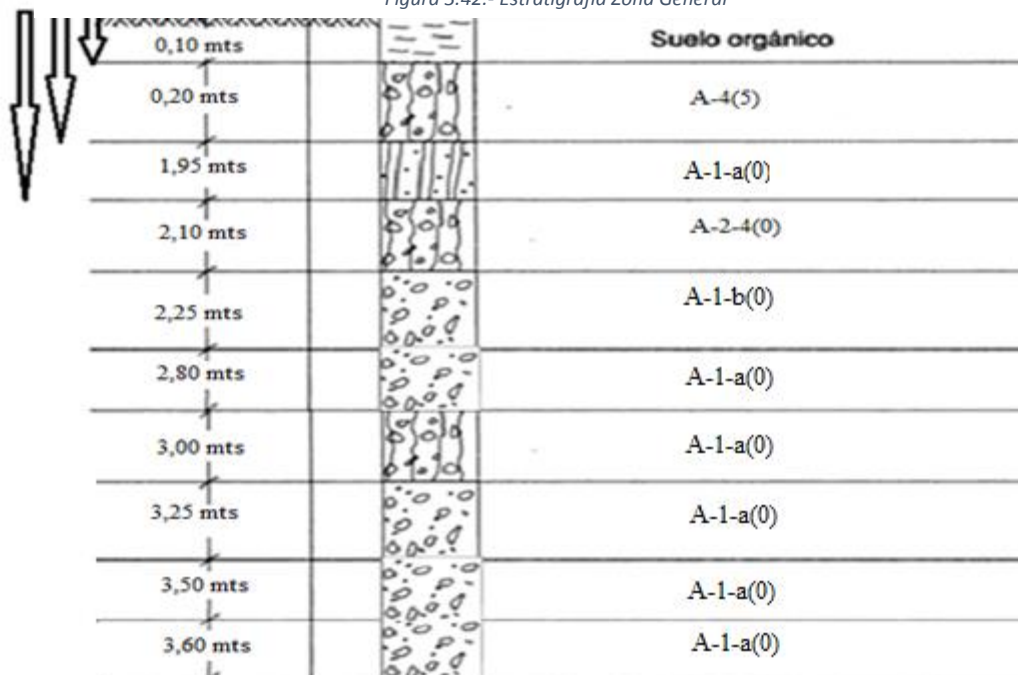 Figura 3.42.- Estratigrafía Zona General
0,10 mts
Suelo orgánico
0,20 mts
A-4(5)
1,95 mts
A-1-a(0)
2,10 mts
A-2-4(0)
2,25 mts
A-1-b(0)
2,80 mts
A-1-a(0)
3,00 mts
A-1-a(0)
3,25 mts
A-1-a(0)
3,50 mts
A-1-a(0)
3,60 mts
A-1-a(0)